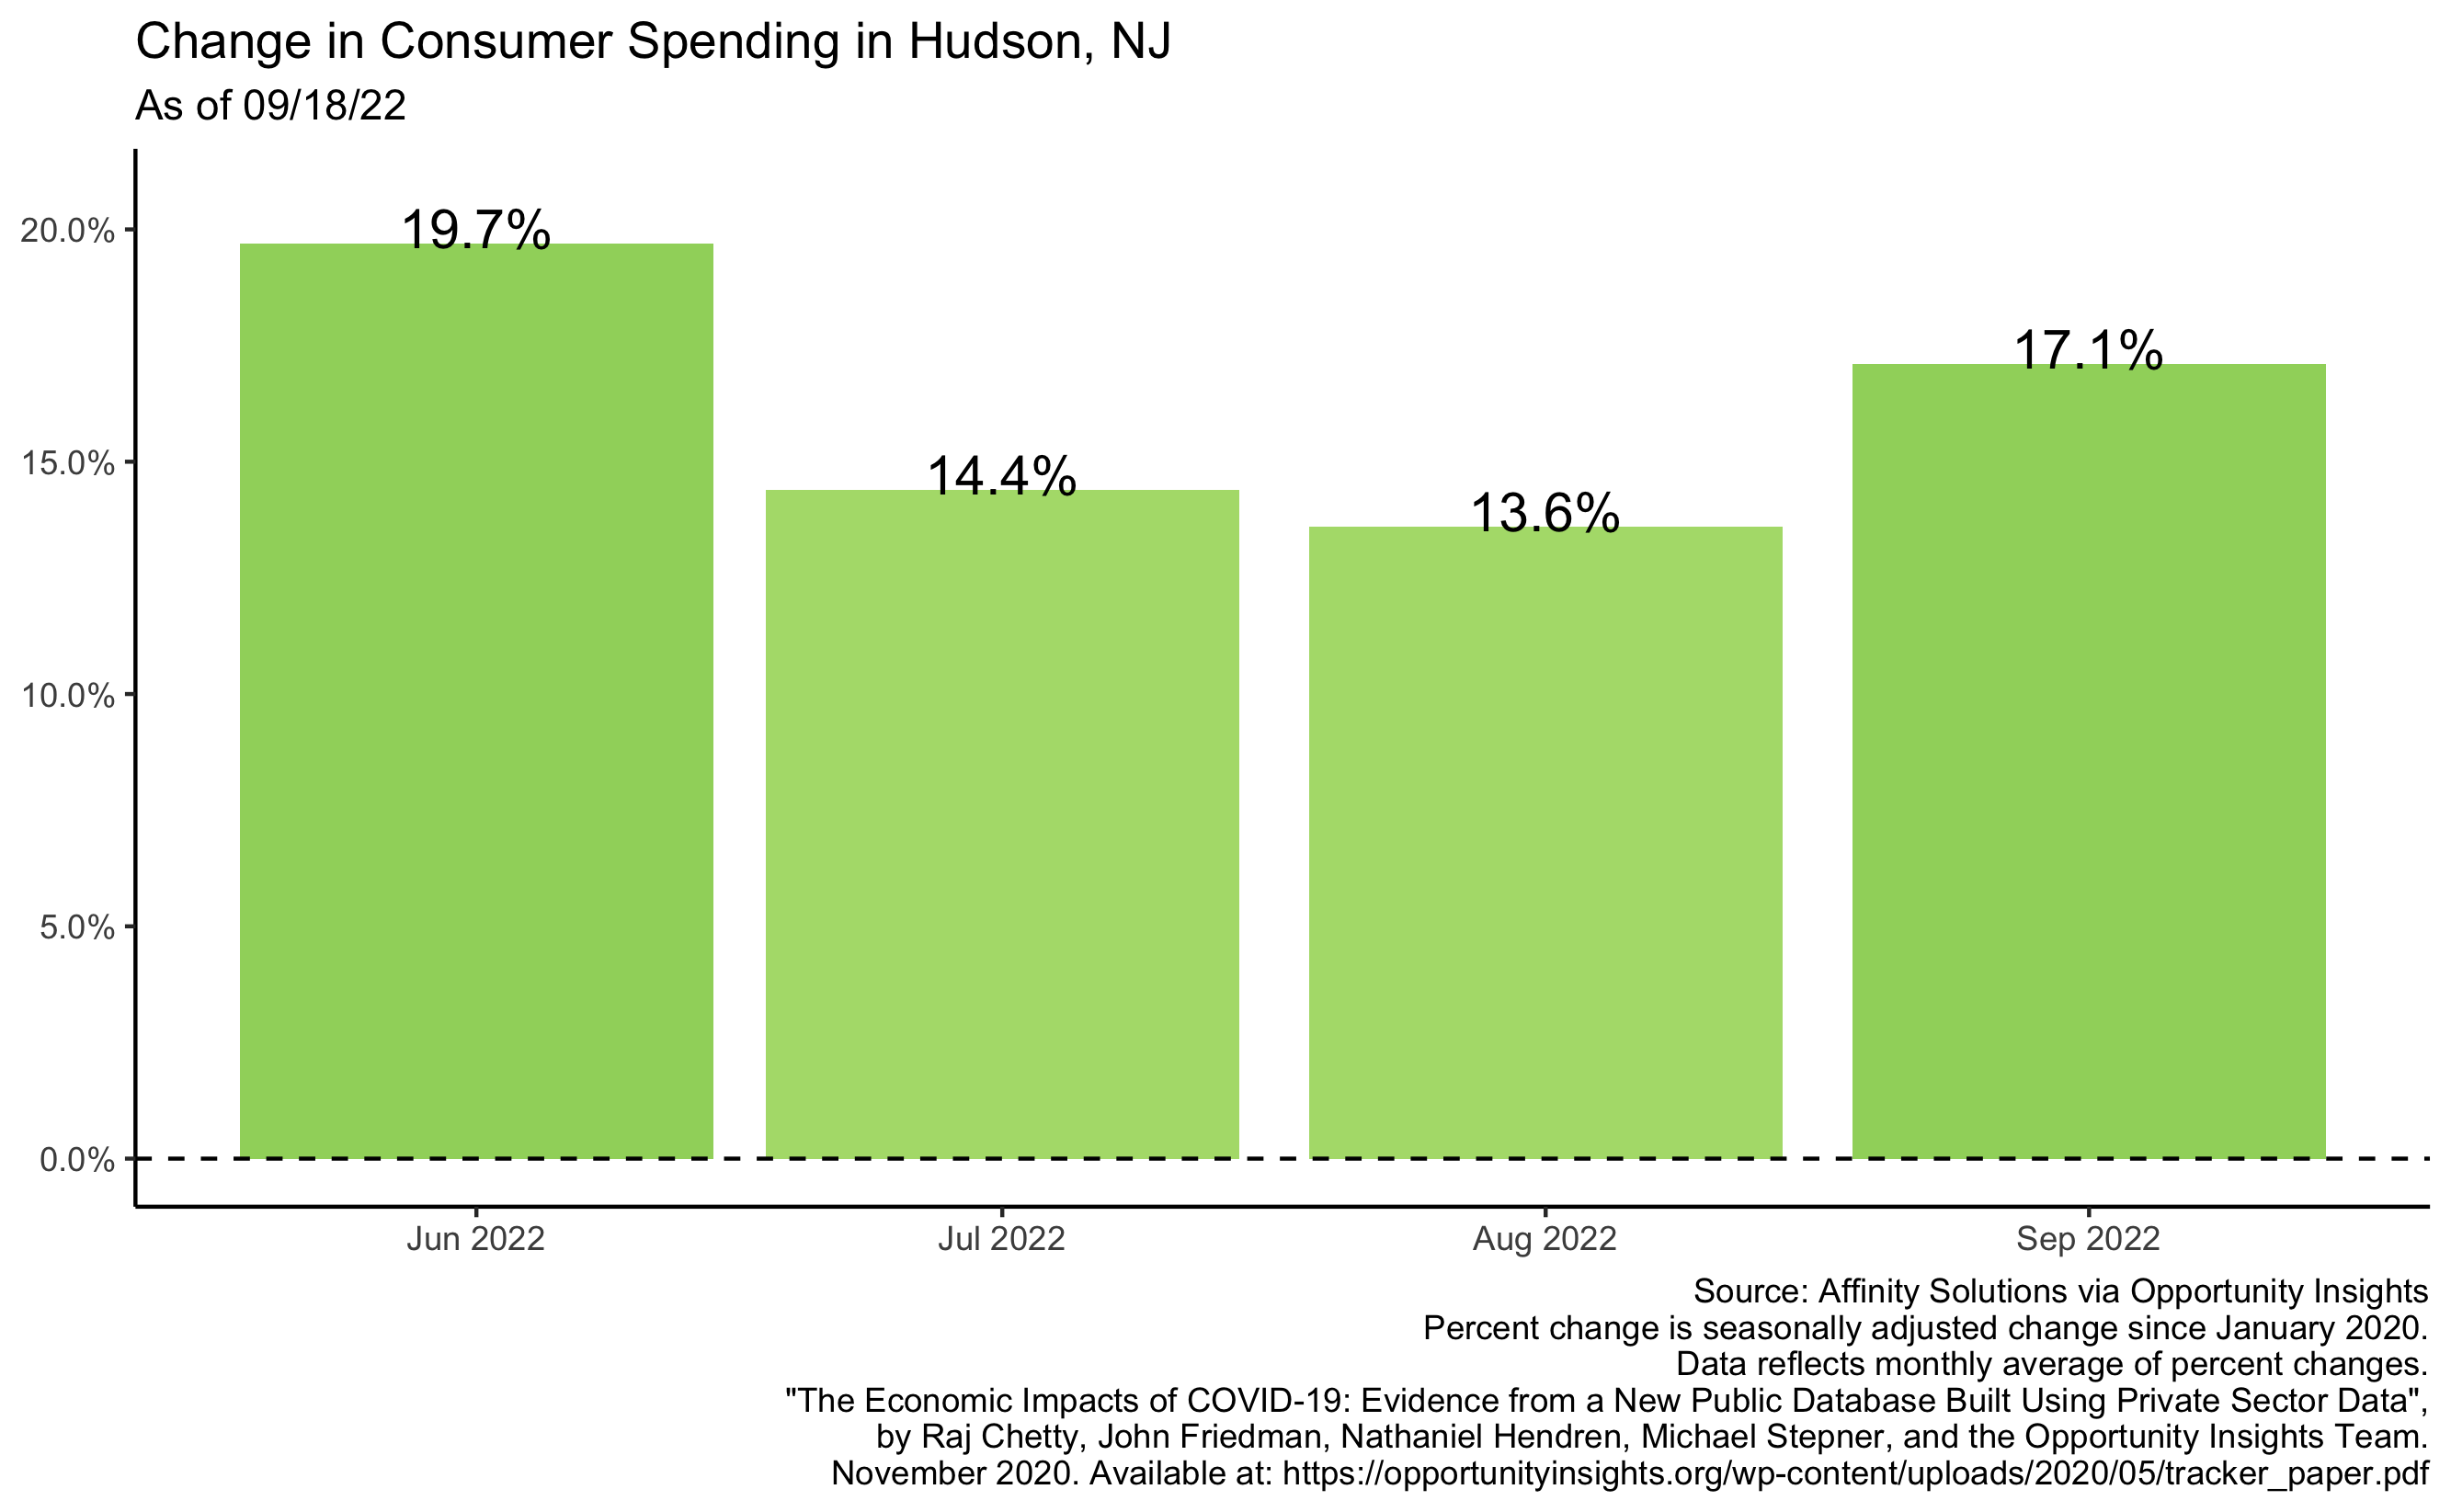 Change in Consumer Spending in Hudson, NJ
As of 09/18/22
20.0%
15.0%
10.0%
5.0%
0.0%
19.7%
14.4%
13.6%
17.1%
Jun 2022
Jul 2022
Aug 2022
Sep 2022
Source: Affinity Solutions via Opportunity Insights
Percent change is seasonally adjusted change since January 2020.
Data reflects monthly average of percent changes.
"The Economic Impacts of COVID-19: Evidence from a New Public Database Built Using Private Sector Data",
by Raj Chetty, John Friedman, Nathaniel Hendren, Michael Stepner, and the Opportunity Insights Team.
November 2020. Available at: https://opportunityinsights.org/wp-content/uploads/2020/05/tracker_paper.pdf